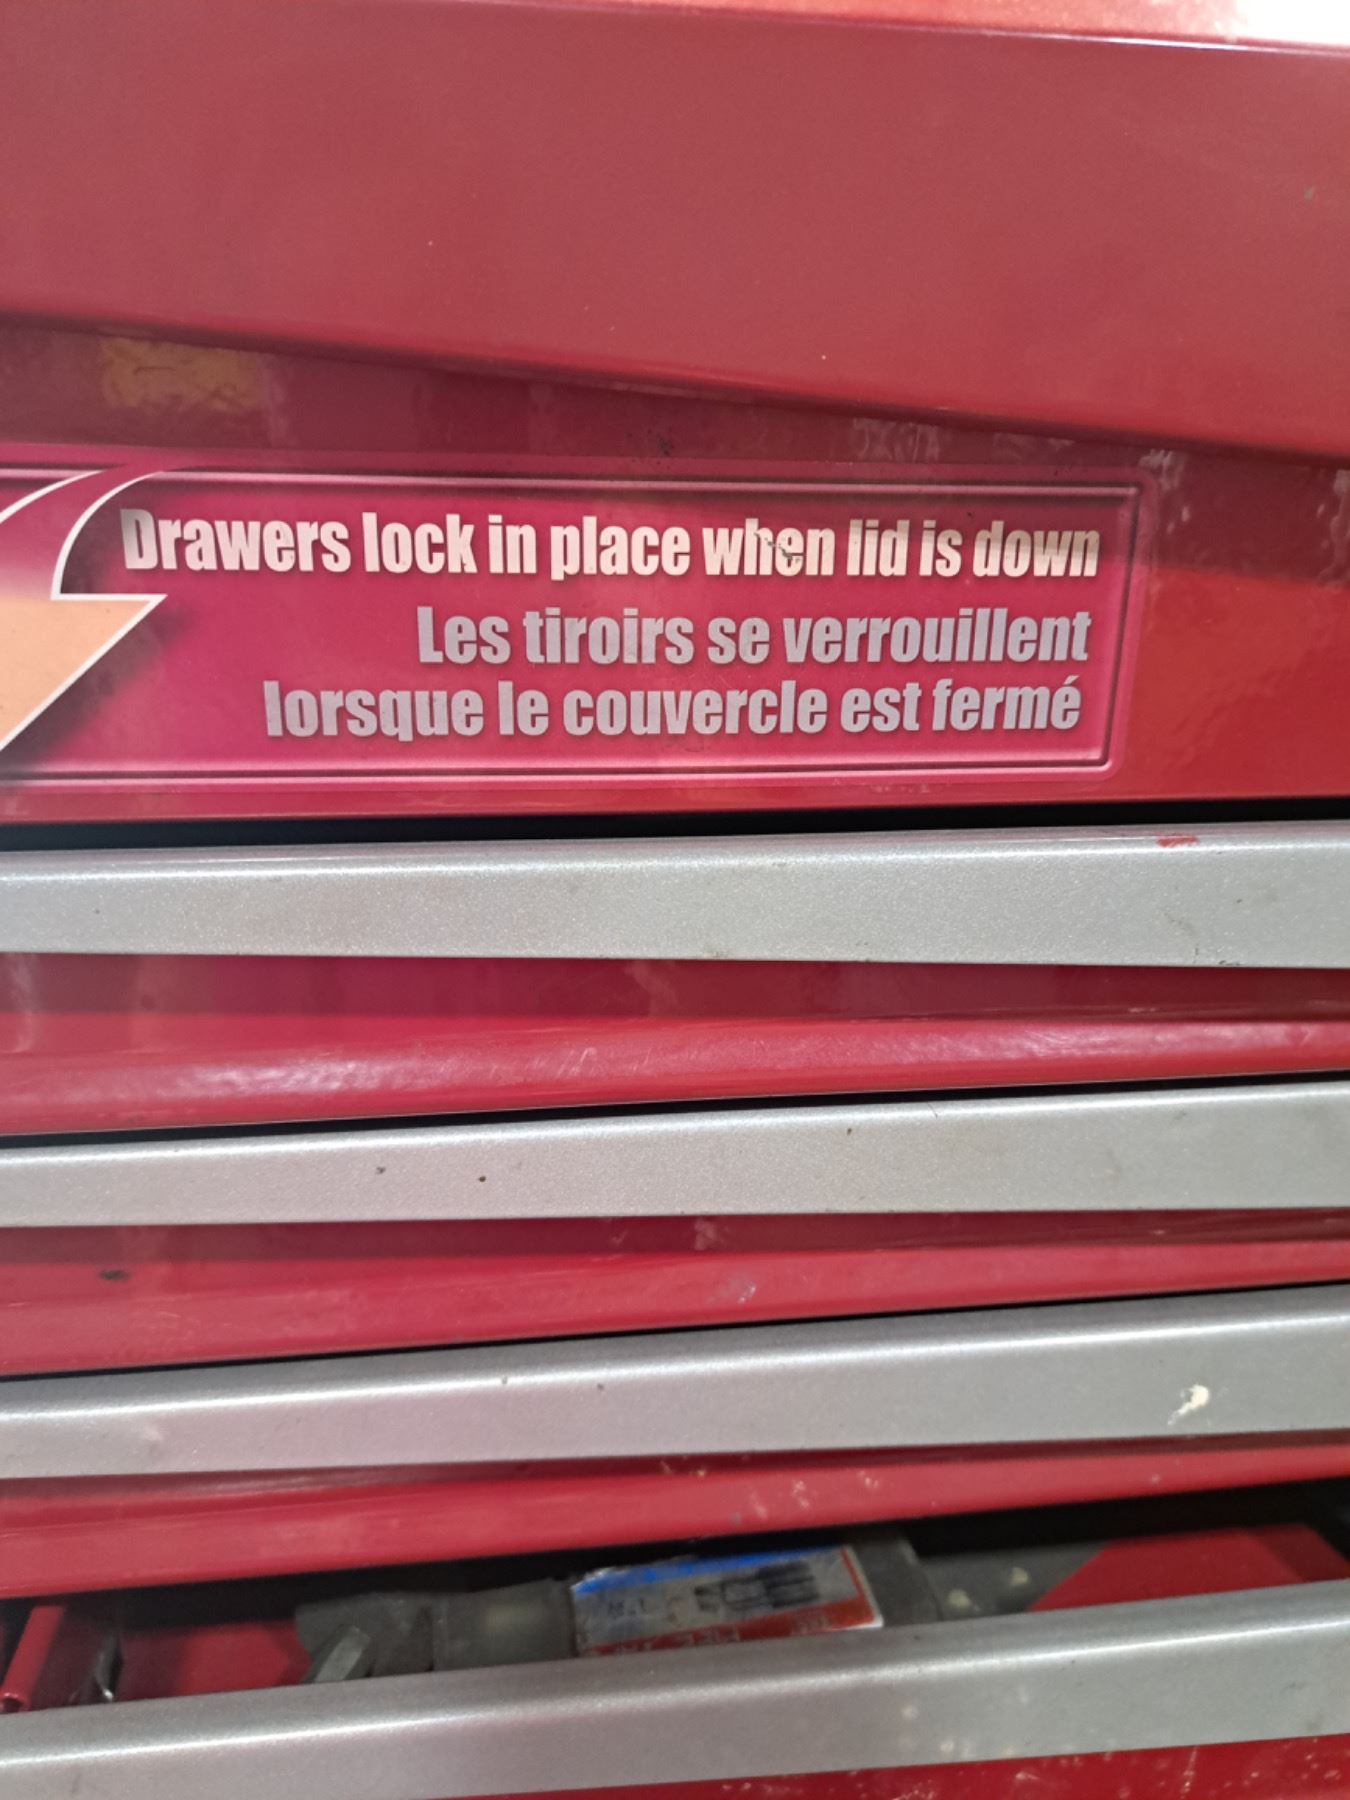 Drawers lock in place when lid is down
Les tiroirs se verrouillent
lorsque le couvercle est fermé